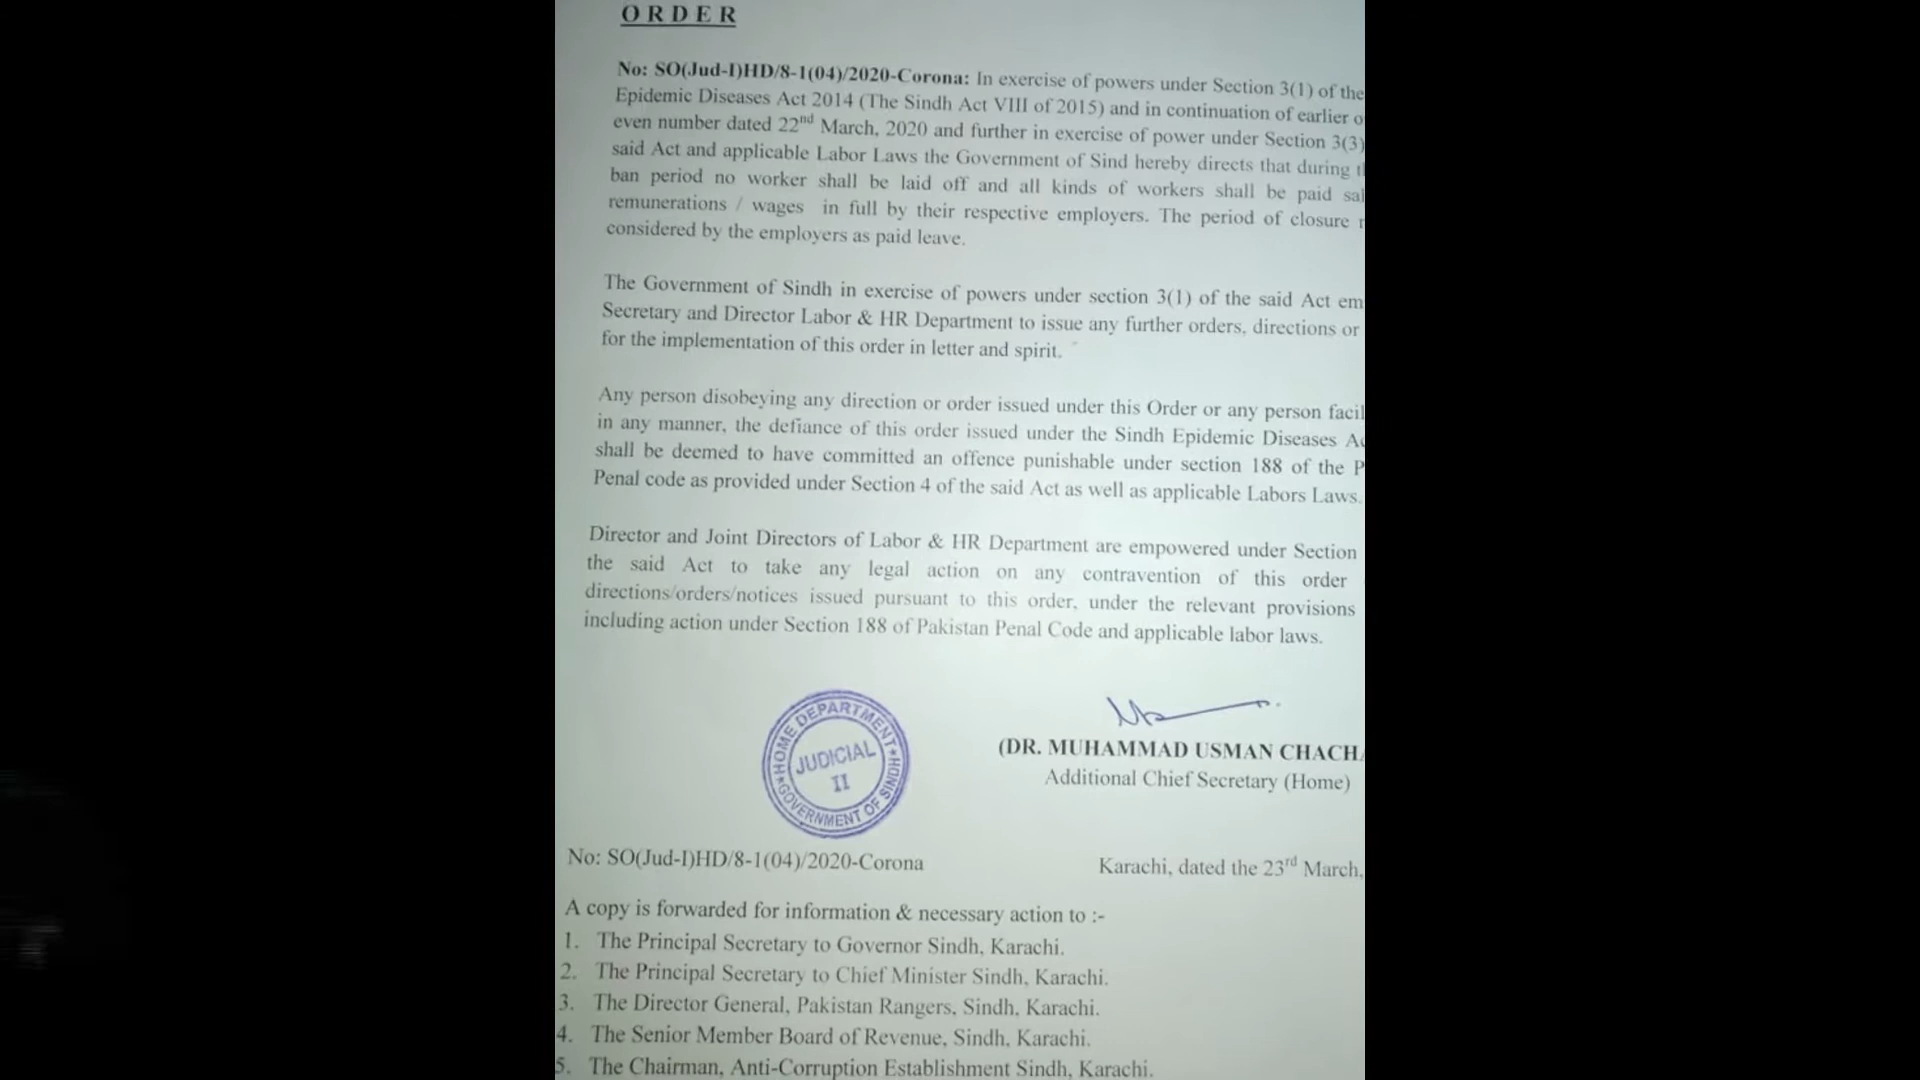 ORDER
No: SO(Jud-I)HD/8-1(04)/2020-Corona: In exercise of powers under Section 3(1) of the
Epidemic Diseases Act 2014 (The Sindh Act VIII of 2015) and in continuation of earlier
even number dated 22nd March, 2020 and further in exercise of power under Section 3(3)
said Act and applicable Labor Laws the Government of Sind hereby directs that during
ban period no worker shall be laid off and all kinds of workers shall be paid
remunerations / wages in full by their respective employers. The period of closure
considered by the employers as paid leave.
The Government of Sindh in exercise of powers under section 3(1) of the said Act
Secretary and Director Labor & HR Department to issue any further orders, directions or
for the implementation of this order in letter and spirit.
Any person disobeying any direction or order issued under this Order or any person
in any manner, the defiance of this order issued under the Sindh Epidemic Diseases
shall be deemed to have committed an offence punishable under section 188 of the
Penal code as provided under Section 4 of the said Act as well as applicable Labors Laws.
Director and Joint Directors of Labor & HR Department are empowered under Section
the said Act to take any legal action on any contravention of this order
directions/orders/notices issued pursuant to this order, under the relevant provisions
including action under Section 188 of Pakistan Penal Code and applicable labor laws.
HOME DEPARTMENT
JUDICIAL
II
GOVERNMENT OF SINDH
(DR. MUHAMMAD USMAN
Additional Chief Secretary (Home)
No: SO(Jud-I)HD/8-1(04)/2020-Corona
Karachi, dated the 23rd March,
A copy is forwarded for information & necessary action to :-
1. The Principal Secretary to Governor Sindh, Karachi.
2. The Principal Secretary to Chief Minister Sindh, Karachi.
3. The Director General, Pakistan Rangers, Sindh, Karachi.
4. The Senior Member Board of Revenue, Sindh, Karachi.
5. The Chairman, Anti-Corruption Establishment Sindh, Karachi.